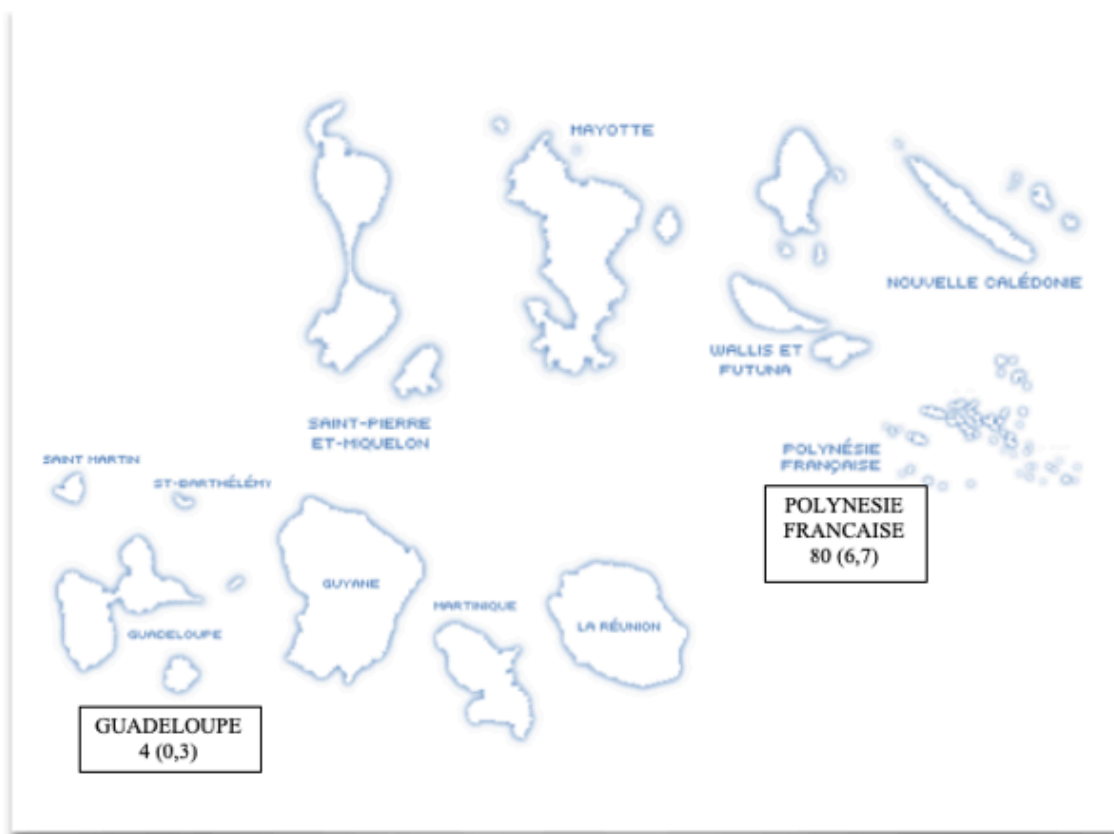 MAYOTTE
NOUVELLE CALÉDONIE
WALLIS ET
FUTUNA
SAINT-PIERRE
ET-MIQUELON
POLYNÉSIE
FRANÇAISE
SAINT MARTIN
ST-BARTHÉLÉMY
POLYNESIE
FRANCAISE
80 (6,7)
GUYANE
MARTINIQUE
LA RÉUNION
GUADELOUPE
GUADELOUPE
4 (0,3)